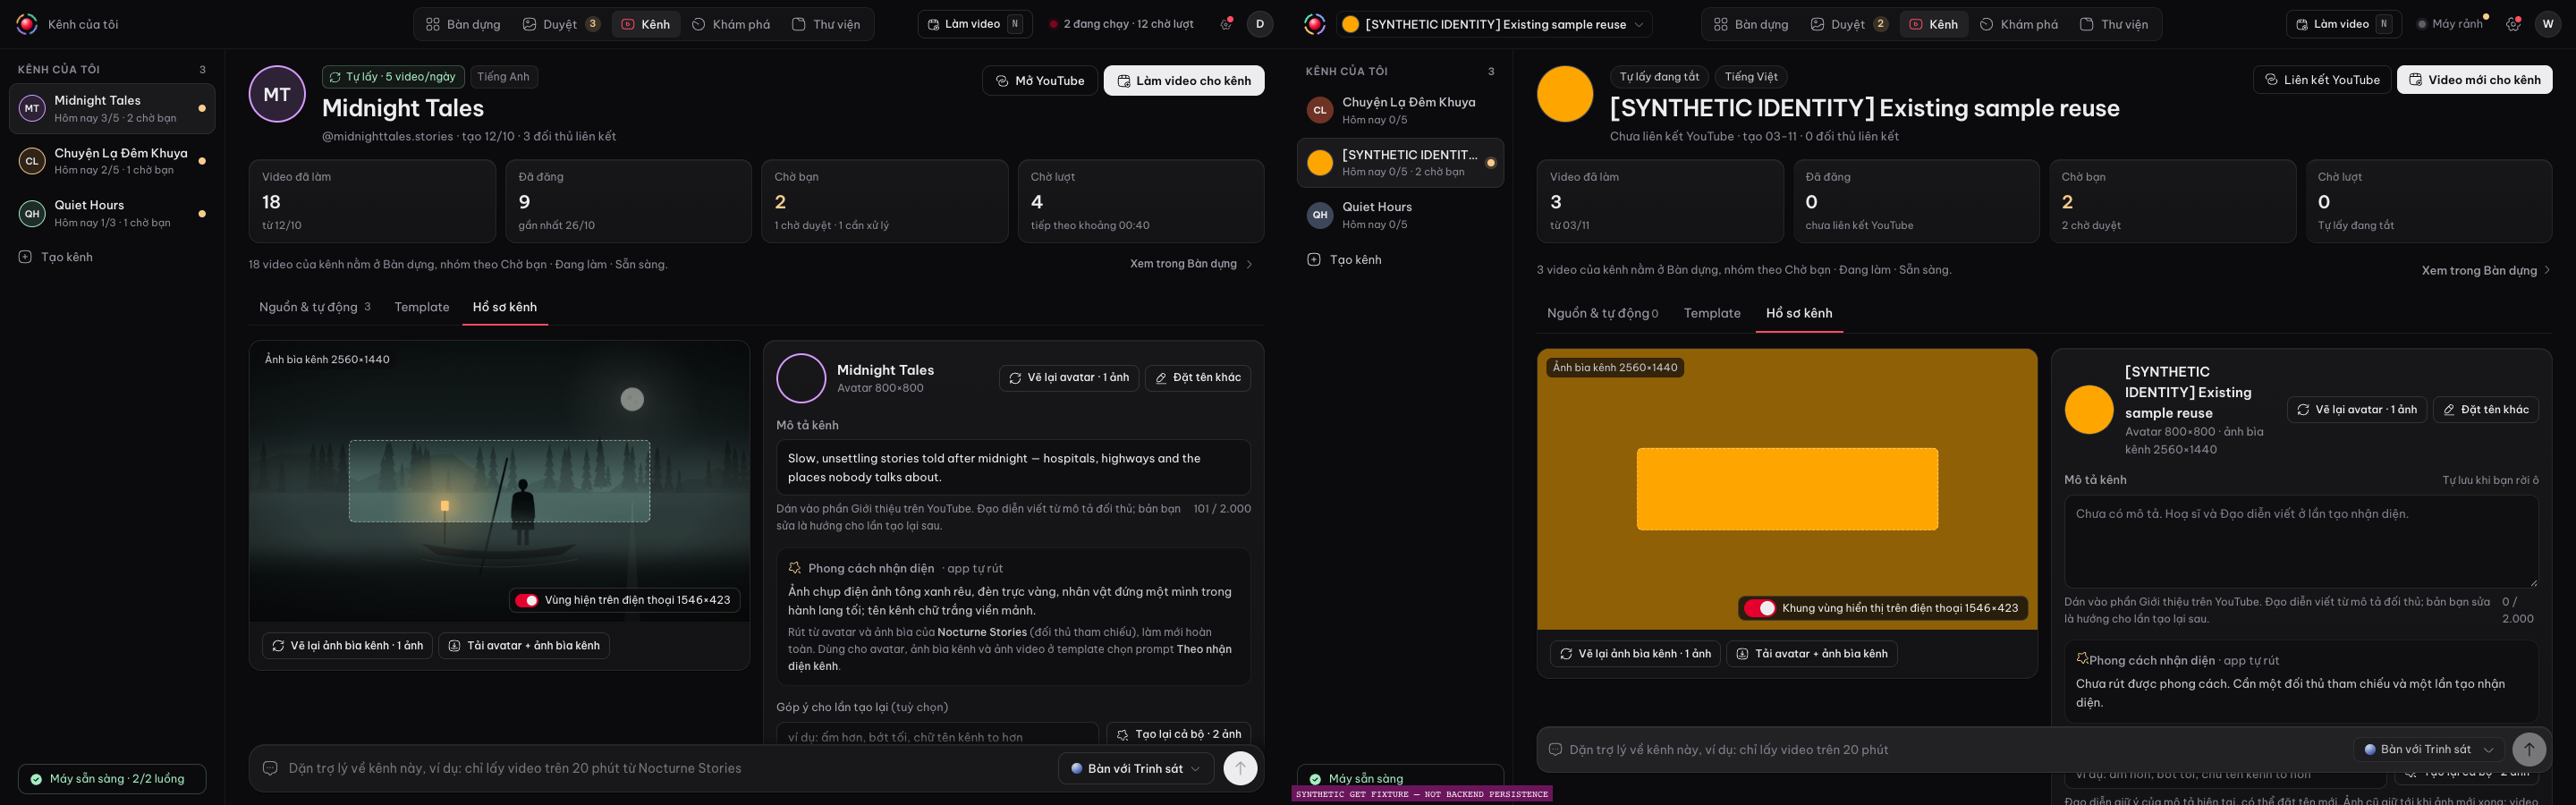 Kênh của tôi
Bản dựng
Duyệt 3
Kênh
Khám phá
Thư viện
Làm video N
2 đang chạy · 12 chờ lượt
D
KÊNH CỦA TÔI 3
MT
Midnight Tales
Hôm nay 3/5 · 2 chờ bạn
CL
Chuyện Lạ Đêm Khuya
Hôm nay 2/5 · 1 chờ bạn
QH
Quiet Hours
Hôm nay 1/3 · 1 chờ bạn
Tạo kênh
Máy sẵn sàng · 2/2 luồng
MT
Tự lấy · 5 video/ngày
Tiếng Anh
Midnight Tales
@midnighttales.stories · tạo 12/10 · 3 đối thủ liên kết
Mở YouTube
Làm video cho kênh
Video đã làm
18
từ 12/10
Đã đăng
9
gần nhất 26/10
Chờ bạn
2
1 chờ duyệt · 1 cần xử lý
Chờ lượt
4
tiếp theo khoảng 00:40
18 video của kênh nằm ở Bàn dựng, nhóm theo Chờ bạn · Đang làm · Sẵn sàng.
Xem trong Bàn dựng
Nguồn & tự động 3
Template
Hồ sơ kênh
Ảnh bìa kênh 2560×1440
Vùng hiện trên điện thoại 1546×423
Vẽ lại ảnh bìa kênh · 1 ảnh
Tải avatar + ảnh bìa kênh
Midnight Tales
Avatar 800×800
Vẽ lại avatar · 1 ảnh
Đặt tên khác
Mô tả kênh
Slow, unsettling stories told after midnight — hospitals, highways and the
places nobody talks about.
Dán vào phần Giới thiệu trên YouTube. Đạo diễn viết từ mô tả đối thủ; bản bạn
sửa là hướng cho lần tạo lại sau.
101 / 2.000
Phong cách nhận diện · app tự rút
Ảnh chụp điện ảnh tông xanh rêu, đèn trực vàng, nhân vật đứng một mình trong
hành lang tối; tên kênh chữ trắng viền mảnh.
Rút từ avatar và ảnh bìa của Nocturne Stories (đối thủ tham chiếu), làm mới hoàn
toàn. Dùng cho avatar, ảnh bìa kênh và ảnh video ở template chọn prompt Theo nhận
diện kênh.
Góp ý cho lần tạo lại (tuỳ chọn)
ví dụ: ấm hơn, bớt tối, chữ tên kênh to hơn
Tạo lại cả bộ · 2 ảnh
Dặn trợ lý về kênh này, ví dụ: chỉ lấy video trên 20 phút từ Nocturne Stories
Bàn với Trinh sát
[SYNTHETIC IDENTITY] Existing sample reuse
Bàn dựng
Duyệt 2
Kênh
Khám phá
Thư viện
Làm video N
Máy rảnh
W
KÊNH CỦA TÔI 3
CL
Chuyện Lạ Đêm Khuya
Hôm nay 0/5
[SYNTHETIC IDENTIT...
Hôm nay 0/5 · 2 chờ bạn
QH
Quiet Hours
Hôm nay 0/5
Tạo kênh
Máy sẵn sàng
SYNTHETIC GET FIXTURE — NOT BACKEND PERSISTENCE
Tự lấy đang tắt
Tiếng Việt
[SYNTHETIC IDENTITY] Existing sample reuse
Chưa liên kết YouTube · tạo 03-11 · 0 đối thủ liên kết
Liên kết YouTube
Video mới cho kênh
Video đã làm
3
từ 03/11
Đã đăng
0
chưa liên kết YouTube
Chờ bạn
2
2 chờ duyệt
Chờ lượt
0
Tự lấy đang tắt
3 video của kênh nằm ở Bàn dựng, nhóm theo Chờ bạn · Đang làm · Sẵn sàng.
Xem trong Bàn dựng
Nguồn & tự động 0
Template
Hồ sơ kênh
Ảnh bìa kênh 2560×1440
Khung vùng hiển thị trên điện thoại 1546×423
Vẽ lại ảnh bìa kênh · 1 ảnh
Tải avatar + ảnh bìa kênh
[SYNTHETIC
IDENTITY] Existing
sample reuse
Avatar 800×800 · ảnh bìa
kênh 2560×1440
Vẽ lại avatar · 1 ảnh
Đặt tên khác
Mô tả kênh
Tự lưu khi bạn rời ô
Chưa có mô tả. Hoạ sĩ và Đạo diễn viết ở lần tạo nhận diện.
Dán vào phần Giới thiệu trên YouTube. Đạo diễn viết từ mô tả đối thủ; bản bạn sửa
là hướng cho lần tạo lại sau.
0 /
2.000
Phong cách nhận diện · app tự rút
Chưa rút được phong cách. Cần một đối thủ tham chiếu và một lần tạo nhận
diện.
Dặn trợ lý về kênh này, ví dụ: chỉ lấy video trên 20 phút
Bàn với Trinh sát